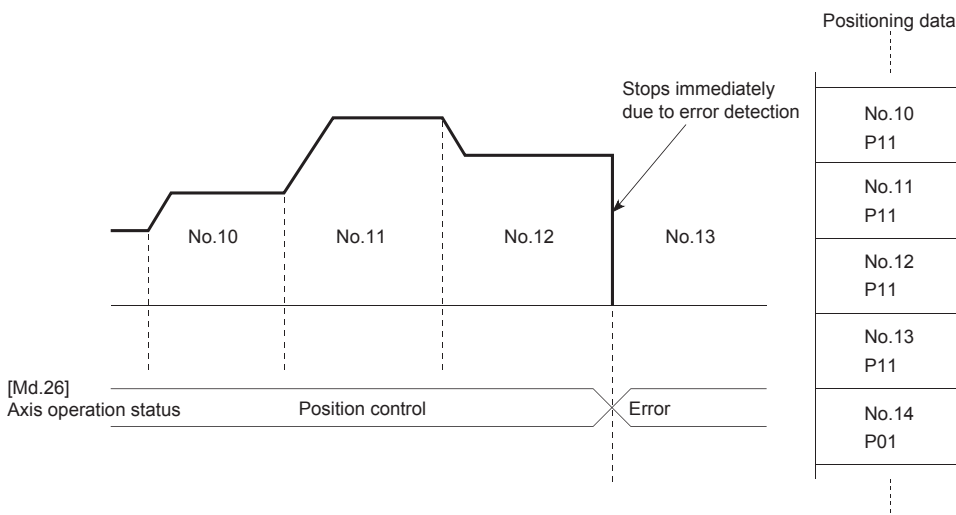 Positioning data
Stops immediately
due to error detection
No.10
P11
No.11
P11
No.10
No.11
No.12
No.13
No.12
P11
No.13
P11
[Md.26]
Axis operation status
Position control
Error
No.14
P01